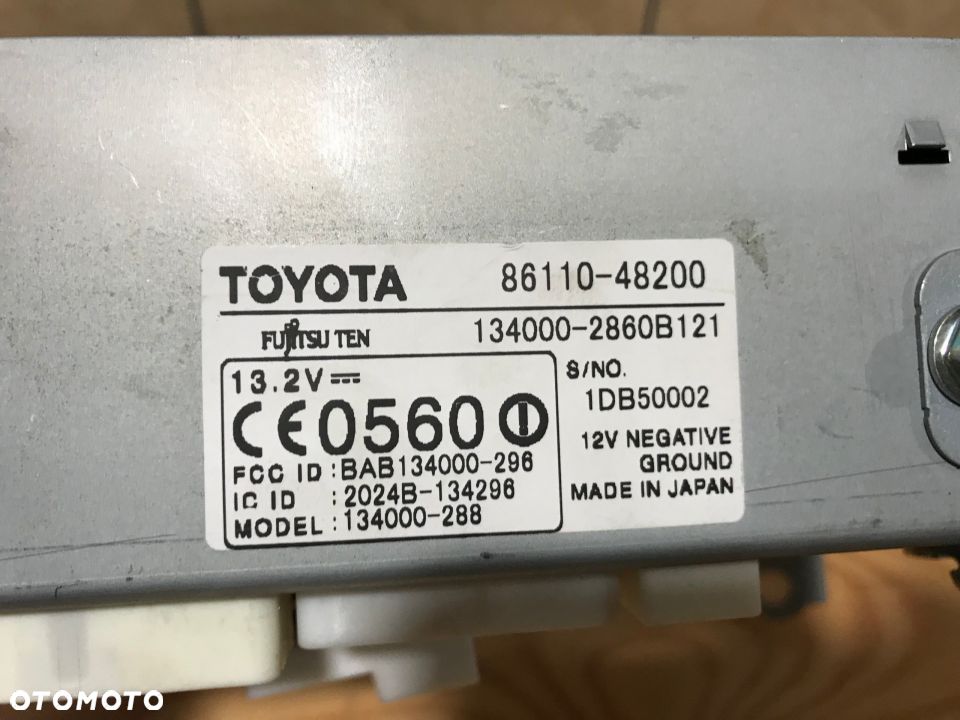 TOYOTA 86110-48200
FUJITSU TEN 134000-2860B121
13.2V
CE0560
FCC ID : BAB134000-296
IC ID : 2024B-134296
MODEL : 134000-288
S/NO.
1DB50002
12V NEGATIVE
GROUND
MADE IN JAPAN
OTOMOTO